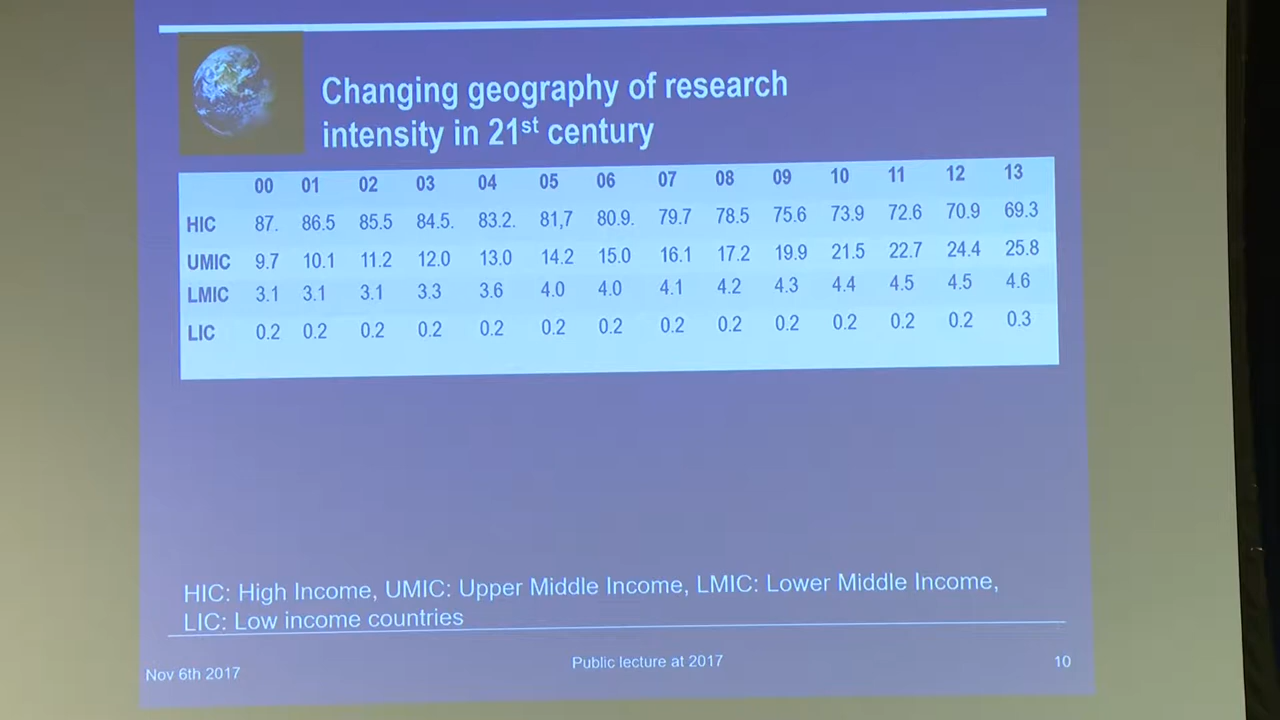 Changing geography of research
intensity in 21st century
00 01 02 03 04 05 06 07 08 09 10 11 12 13
HIC 87. 86.5 85.5 84.5. 83.2. 81,7 80.9. 79.7 78.5 75.6 73.9 72.6 70.9 69.3
UMIC 9.7 10.1 11.2 12.0 13.0 14.2 15.0 16.1 17.2 19.9 21.5 22.7 24.4 25.8
LMIC 3.1 3.1 3.1 3.3 3.6 4.0 4.0 4.1 4.2 4.3 4.4 4.5 4.5 4.6
LIC 0.2 0.2 0.2 0.2 0.2 0.2 0.2 0.2 0.2 0.2 0.2 0.2 0.2 0.3
HIC: High Income, UMIC: Upper Middle Income, LMIC: Lower Middle Income,
LIC: Low income countries
Nov 6th 2017 Public lecture at 2017 10